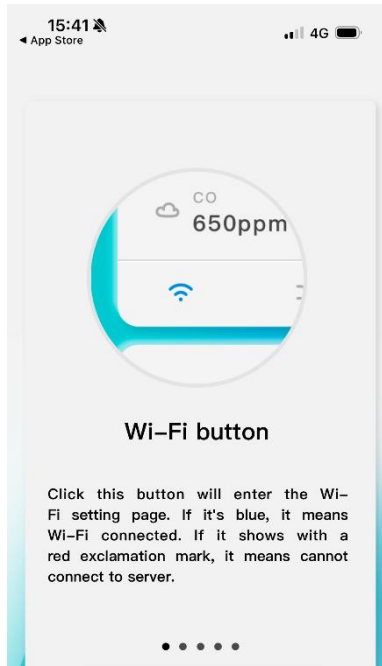 15:41
4G
◀ App Store
CO
650ppm
Wi-Fi button
Click this button will enter the Wi-
Fi setting page. If it's blue, it means
Wi-Fi connected. If it shows with a
red exclamation mark, it means cannot
connect to server.